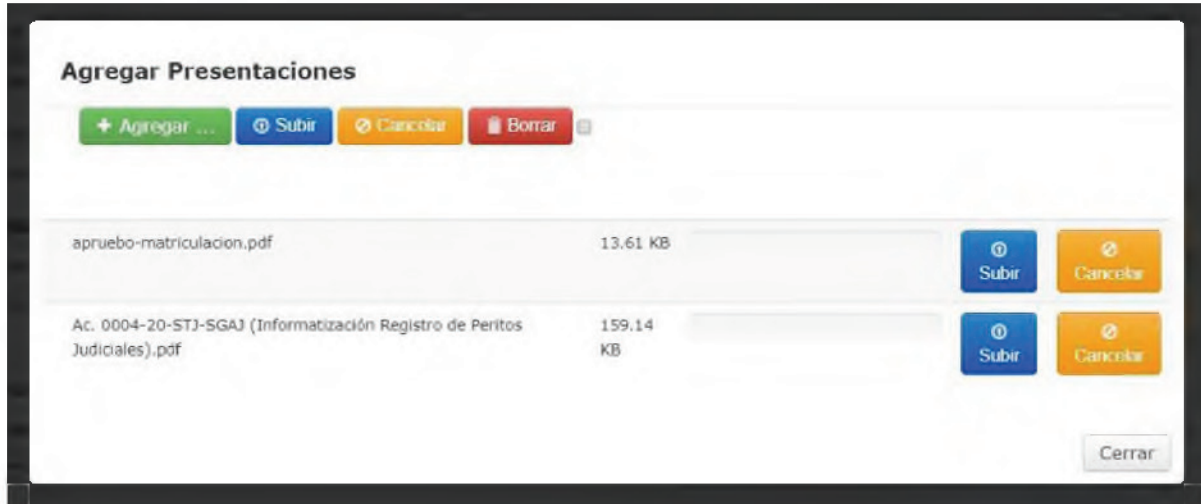 Agregar Presentaciones
+ Agregar ... Subir Cancelar Borrar
apruebo-matriculacion.pdf 13.61 KB Subir Cancelar
Ac. 0004-20-STJ-SGAJ (Informatización Registro de Peritos 159.14
Judiciales).pdf KB Subir Cancelar
Cerrar